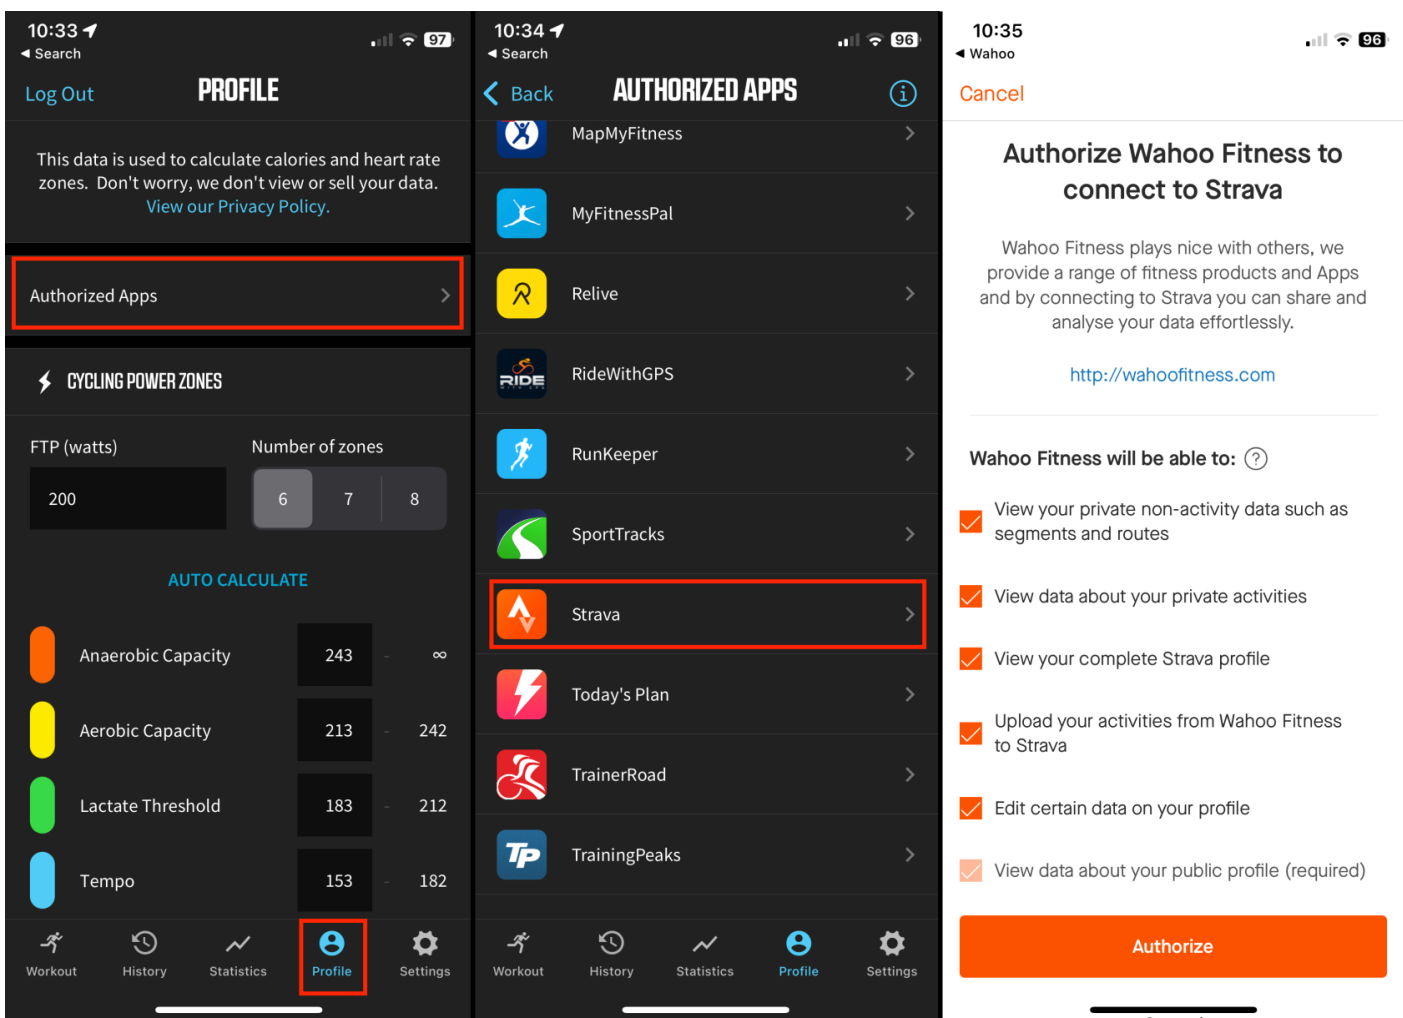 10:33
97
◀ Search
Log Out
PROFILE
This data is used to calculate calories and heart rate
zones. Don't worry, we don't view or sell your data.
View our Privacy Policy.
Authorized Apps
CYCLING POWER ZONES
FTP (watts)
Number of zones
200
6 7 8
AUTO CALCULATE
Anaerobic Capacity 243 - ∞
Aerobic Capacity 213 - 242
Lactate Threshold 183 - 212
Tempo 153 - 182
Workout History Statistics Profile Settings
10:34
96
◀ Search
Back
AUTHORIZED APPS
MapMyFitness
MyFitnessPal
Relive
RIDE
RideWithGPS
RunKeeper
SportTracks
Strava
Today's Plan
TrainerRoad
TP
TrainingPeaks
Workout History Statistics Profile Settings
10:35
96
◀ Wahoo
Cancel
Authorize Wahoo Fitness to
connect to Strava
Wahoo Fitness plays nice with others, we
provide a range of fitness products and Apps
and by connecting to Strava you can share and
analyse your data effortlessly.
http://wahoofitness.com
Wahoo Fitness will be able to: ?
View your private non-activity data such as
segments and routes
View data about your private activities
View your complete Strava profile
Upload your activities from Wahoo Fitness
to Strava
Edit certain data on your profile
View data about your public profile (required)
Authorize